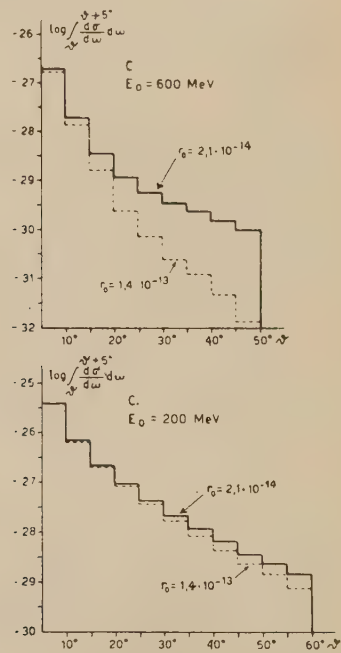 log ∫ϑ ϑ+5° dσ/dω dω
-26
-27
-28
-29
-30
-31
-32
C
E₀ = 600 MeV
r₀ = 2,1·10⁻¹⁴
r₀ = 1,4 · 10⁻¹³
10° 20° 30° 40° 50° ϑ
log ∫ϑ ϑ+5° dσ/dω dω
-25
-26
-27
-28
-29
-30
C.
E₀ = 200 MeV
r₀ = 2,1·10⁻¹⁴
r₀ = 1,4·10⁻¹³
10° 20° 30° 40° 50° 60° ϑ